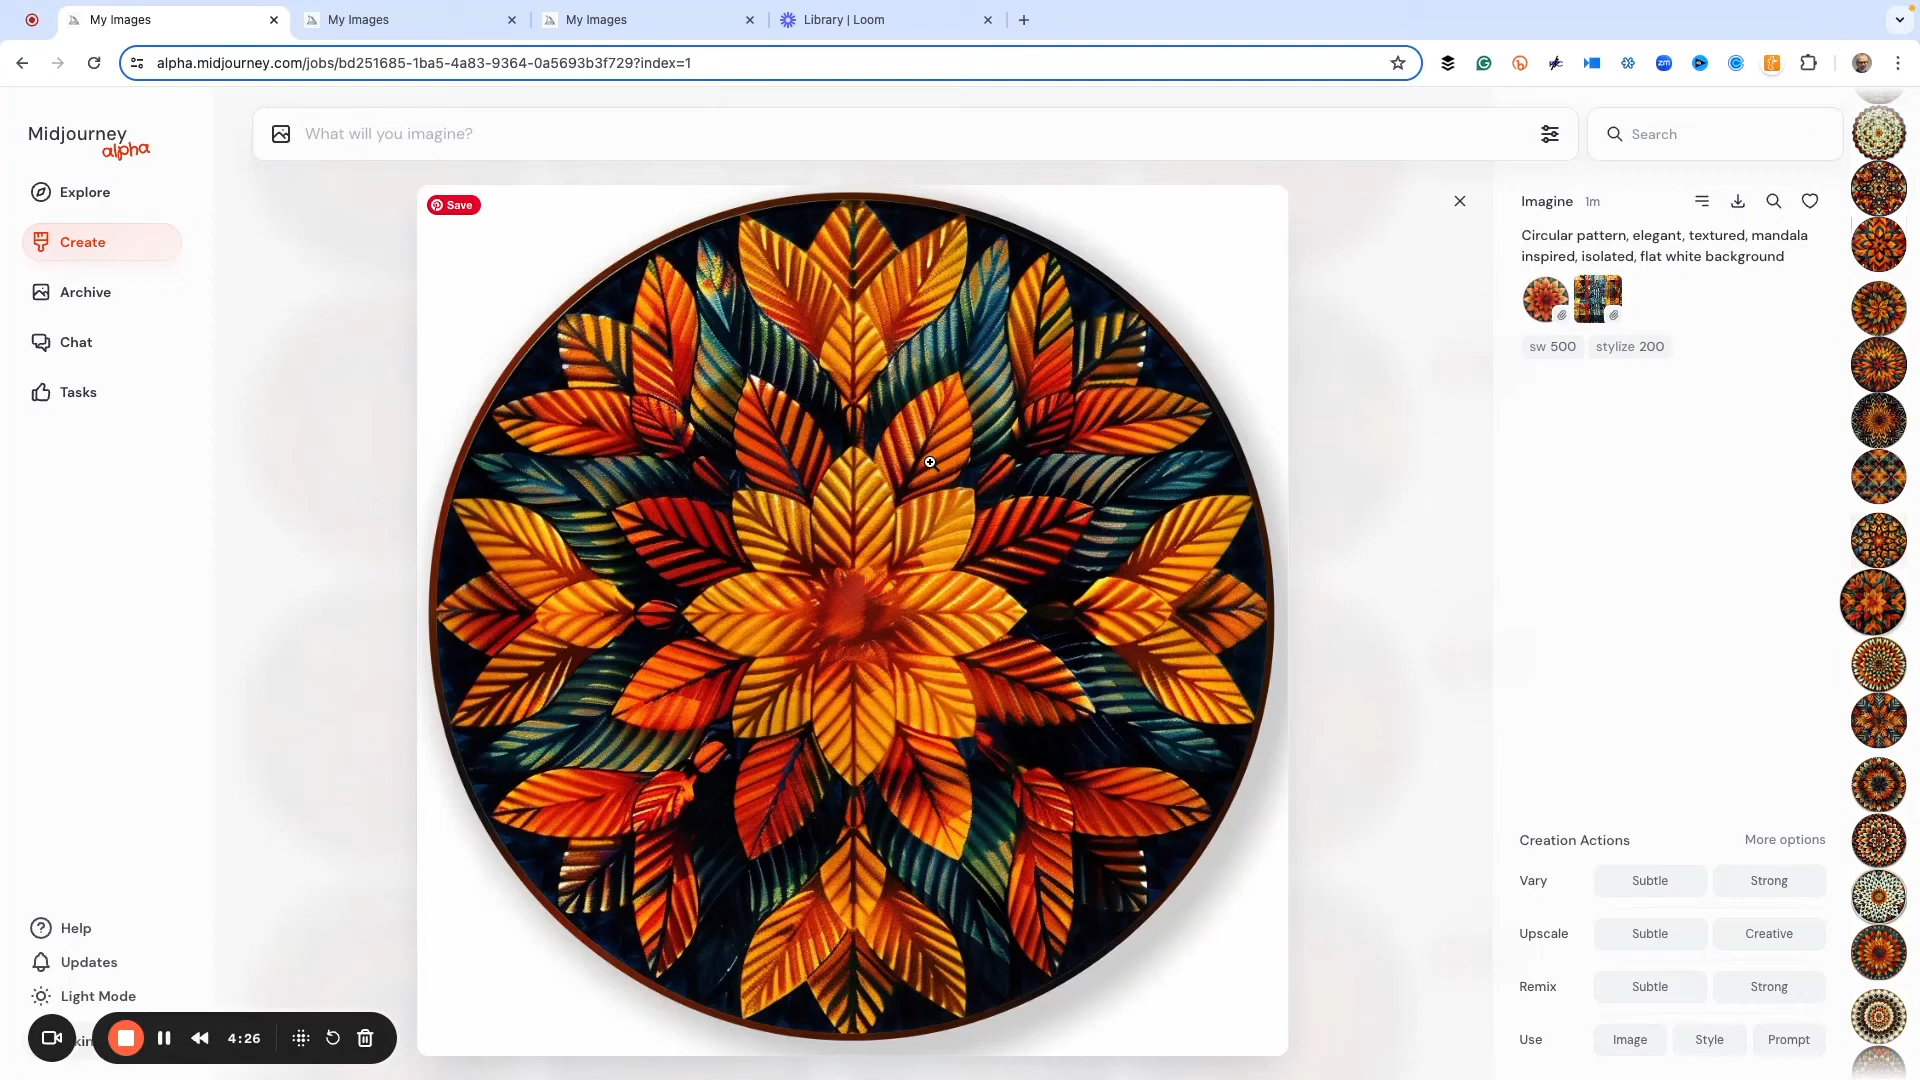 My Images
My Images
My Images
Library | Loom
alpha.midjourney.com/jobs/bd251685-1ba5-4a83-9364-0a5693b3f729?index=1
zm
Midjourney
alpha
What will you imagine?
Search
Explore
Create
Archive
Chat
Tasks
Save
Imagine 1m
Circular pattern, elegant, textured, mandala
inspired, isolated, flat white background
sw 500 stylize 200
Creation Actions More options
Vary Subtle Strong
Upscale Subtle Creative
Remix Subtle Strong
Use Image Style Prompt
Help
Updates
Light Mode
4:26